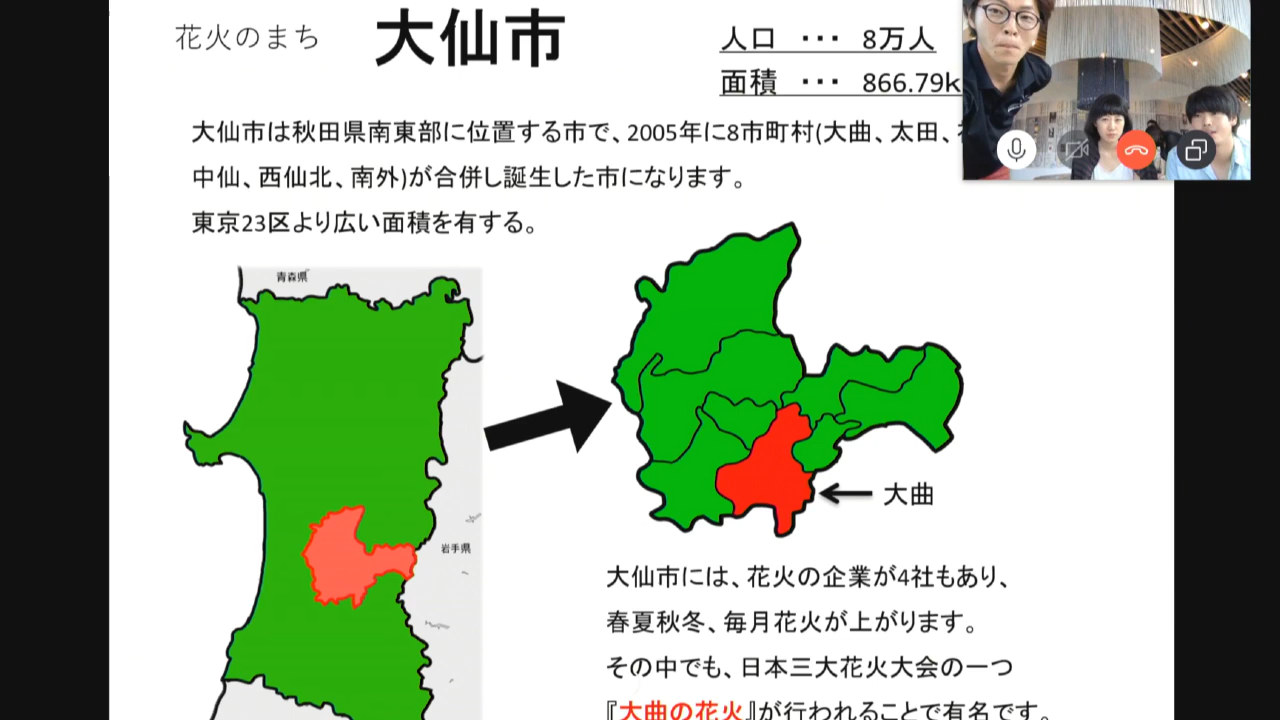 花火のまち 大仙市
人口 ・・・ 8万人
面積 ・・・ 866.79k
大仙市は秋田県南東部に位置する市で、2005年に8市町村(大曲、太田、
中仙、西仙北、南外)が合併し誕生した市になります。
東京23区より広い面積を有する。
青森県
岩手県
大曲
大仙市には、花火の企業が4社もあり、
春夏秋冬、毎月花火が上がります。
その中でも、日本三大花火大会の一つ
『大曲の花火』が行われることで有名です。